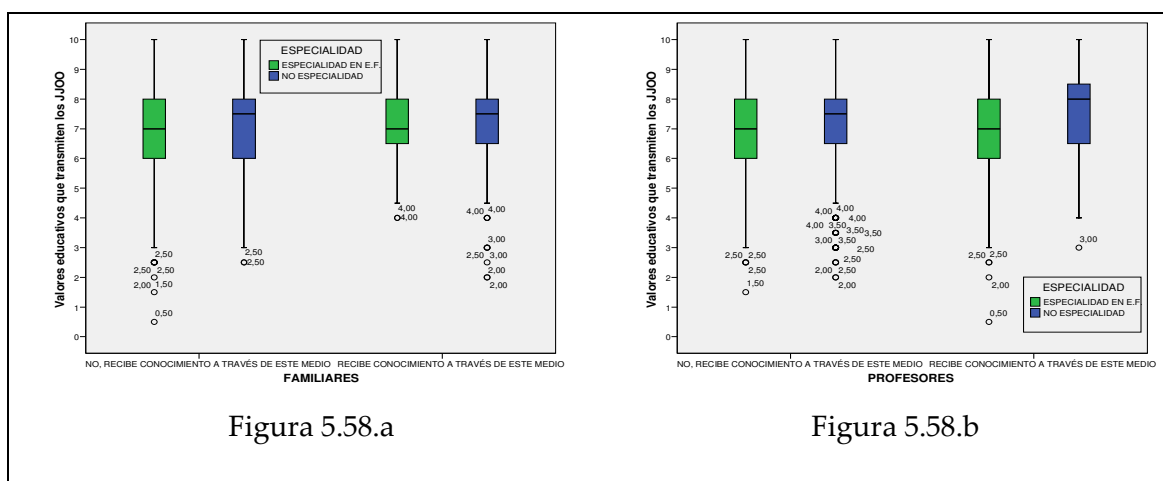 Valores educativos que transmiten los JJOO
10
9
8
7
6
5
4
3
2
1
0
ESPECIALIDAD
ESPECIALIDAD EN E.F.
NO ESPECIALIDAD
2,50
2,50 2,50
2,00 1,50
0,50
2,50
2,50
4,00
4,00
4,00 4,00
3,00
2,50 3,00
2,00
2,00
NO, RECIBE CONOCIMIENTO A TRAVÉS DE ESTE MEDIO
RECIBE CONOCIMIENTO A TRAVÉS DE ESTE MEDIO
FAMILIARES
Figura 5.58.a
Valores educativos que transmiten los JJOO
10
9
8
7
6
5
4
3
2
1
0
2,50 2,50
2,50
1,50
4,00 4,00
4,00
4,00 3,50 3,50
3,50
3,00 3,50
2,50
2,50
2,00 2,50
2,00
2,50 2,50
2,00
0,50
3,00
ESPECIALIDAD
ESPECIALIDAD EN E.F.
NO ESPECIALIDAD
NO, RECIBE CONOCIMIENTO A TRAVÉS DE ESTE MEDIO
RECIBE CONOCIMIENTO A TRAVÉS DE ESTE MEDIO
PROFESORES
Figura 5.58.b